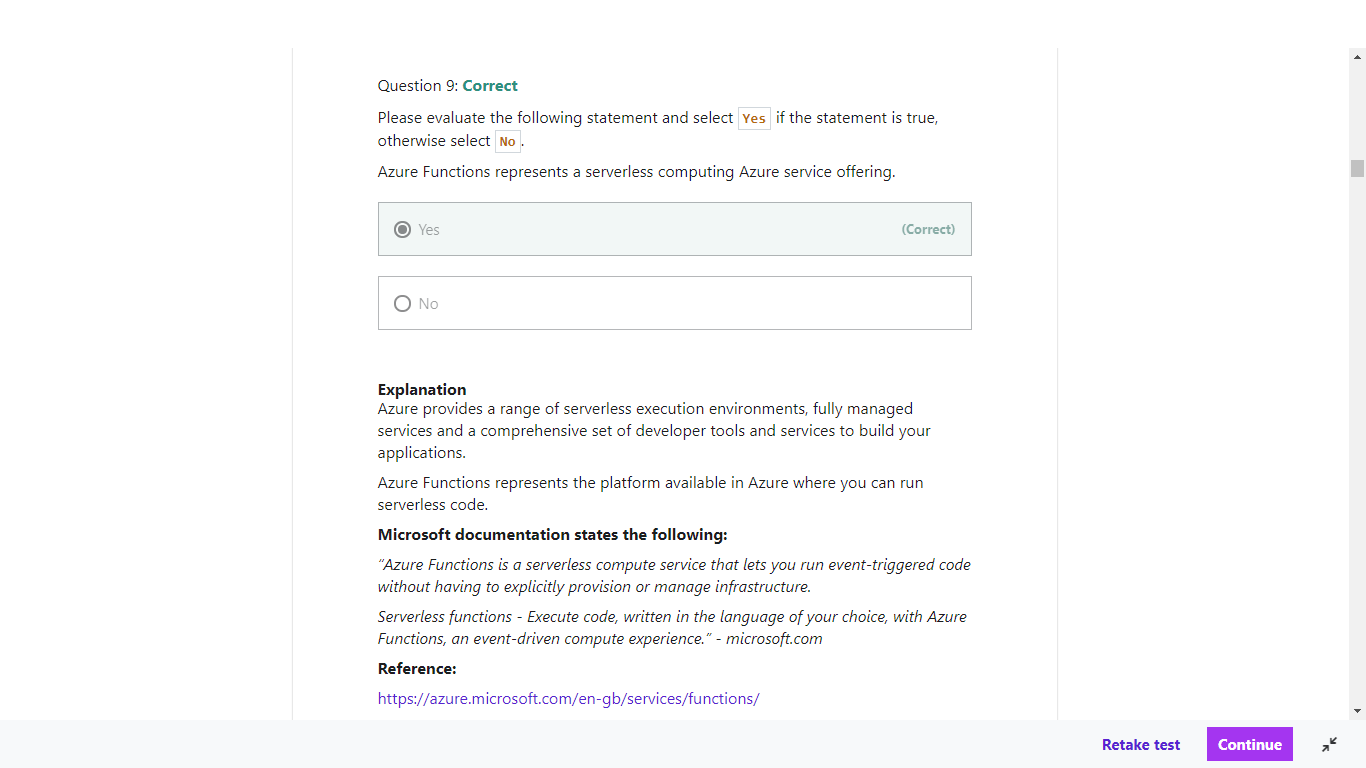 Question 9: Correct
Please evaluate the following statement and select Yes if the statement is true,
otherwise select No.
Azure Functions represents a serverless computing Azure service offering.
Yes (Correct)
No
Explanation
Azure provides a range of serverless execution environments, fully managed
services and a comprehensive set of developer tools and services to build your
applications.
Azure Functions represents the platform available in Azure where you can run
serverless code.
Microsoft documentation states the following:
“Azure Functions is a serverless compute service that lets you run event-triggered code
without having to explicitly provision or manage infrastructure.
Serverless functions - Execute code, written in the language of your choice, with Azure
Functions, an event-driven compute experience.” - microsoft.com
Reference:
https://azure.microsoft.com/en-gb/services/functions/
Retake test Continue